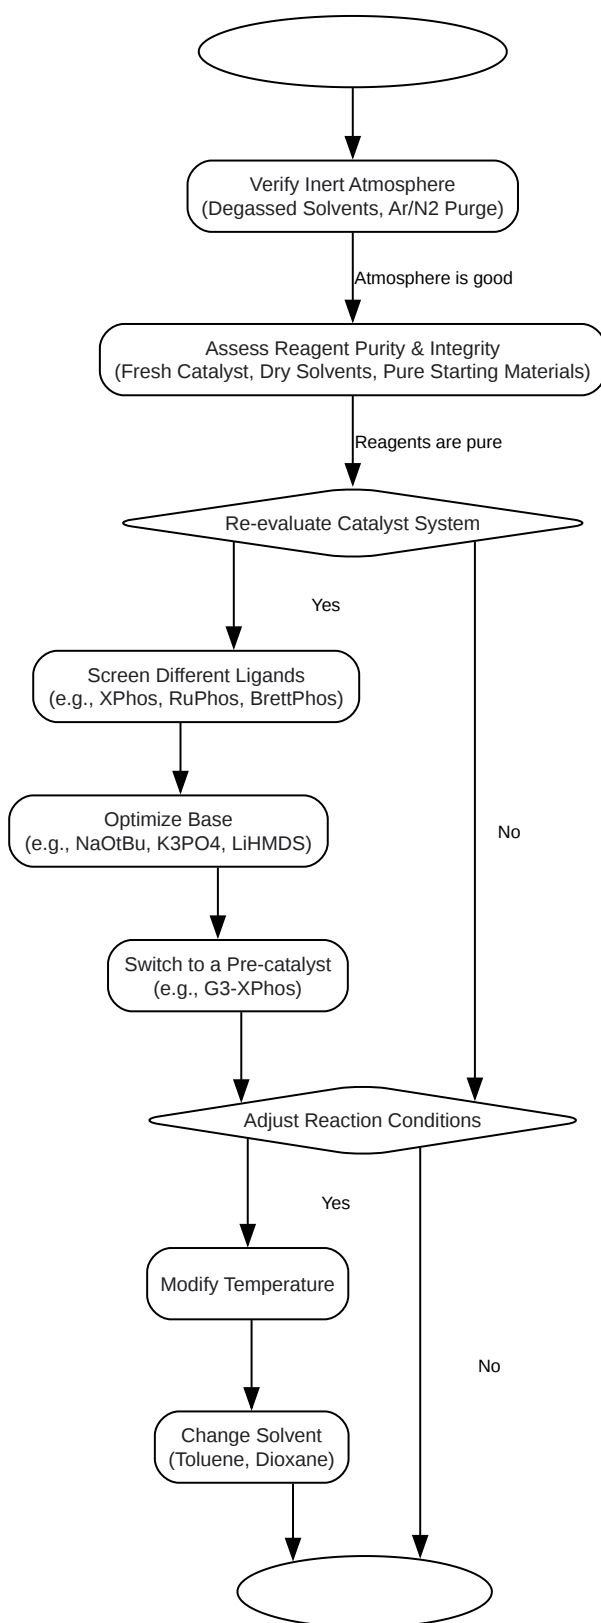 Verify Inert Atmosphere
(Degassed Solvents, Ar/N2 Purge)
Atmosphere is good
Assess Reagent Purity & Integrity
(Fresh Catalyst, Dry Solvents, Pure Starting Materials)
Reagents are pure
Re-evaluate Catalyst System
Yes
Screen Different Ligands
(e.g., XPhos, RuPhos, BrettPhos)
Optimize Base
(e.g., NaOtBu, K3PO4, LiHMDS)
No
Switch to a Pre-catalyst
(e.g., G3-XPhos)
Adjust Reaction Conditions
Yes
Modify Temperature
No
Change Solvent
(Toluene, Dioxane)